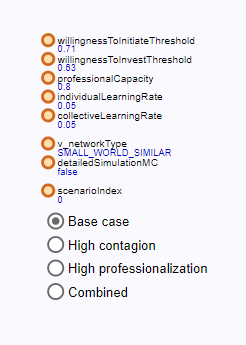 willingnessToInitiateThreshold
0.71
willingnessToInvestThreshold
0.63
professionalCapacity
0.8
individualLearningRate
0.05
collectiveLearningRate
0.05
v_networkType
SMALL_WORLD_SIMILAR
detailedSimulationMC
false
scenarioIndex
0
Base case
High contagion
High professionalization
Combined